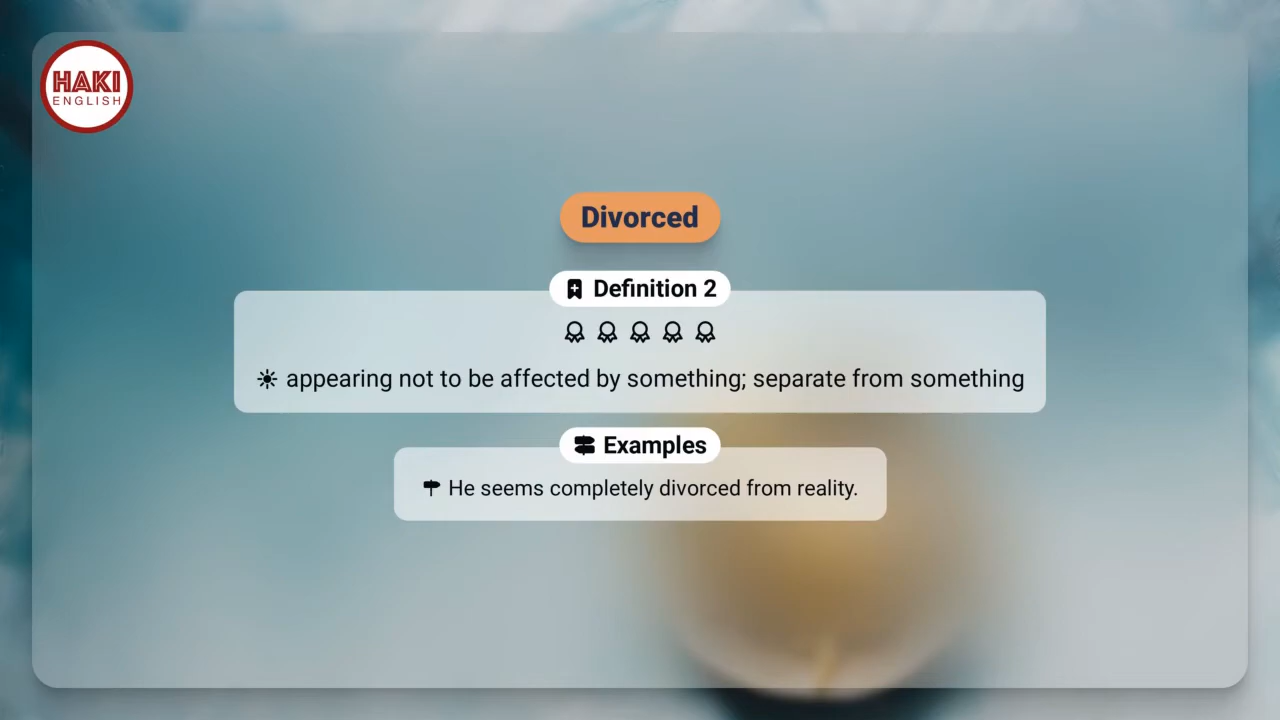 HAKI
ENGLISH
Divorced
Definition 2
appearing not to be affected by something; separate from something
Examples
He seems completely divorced from reality.